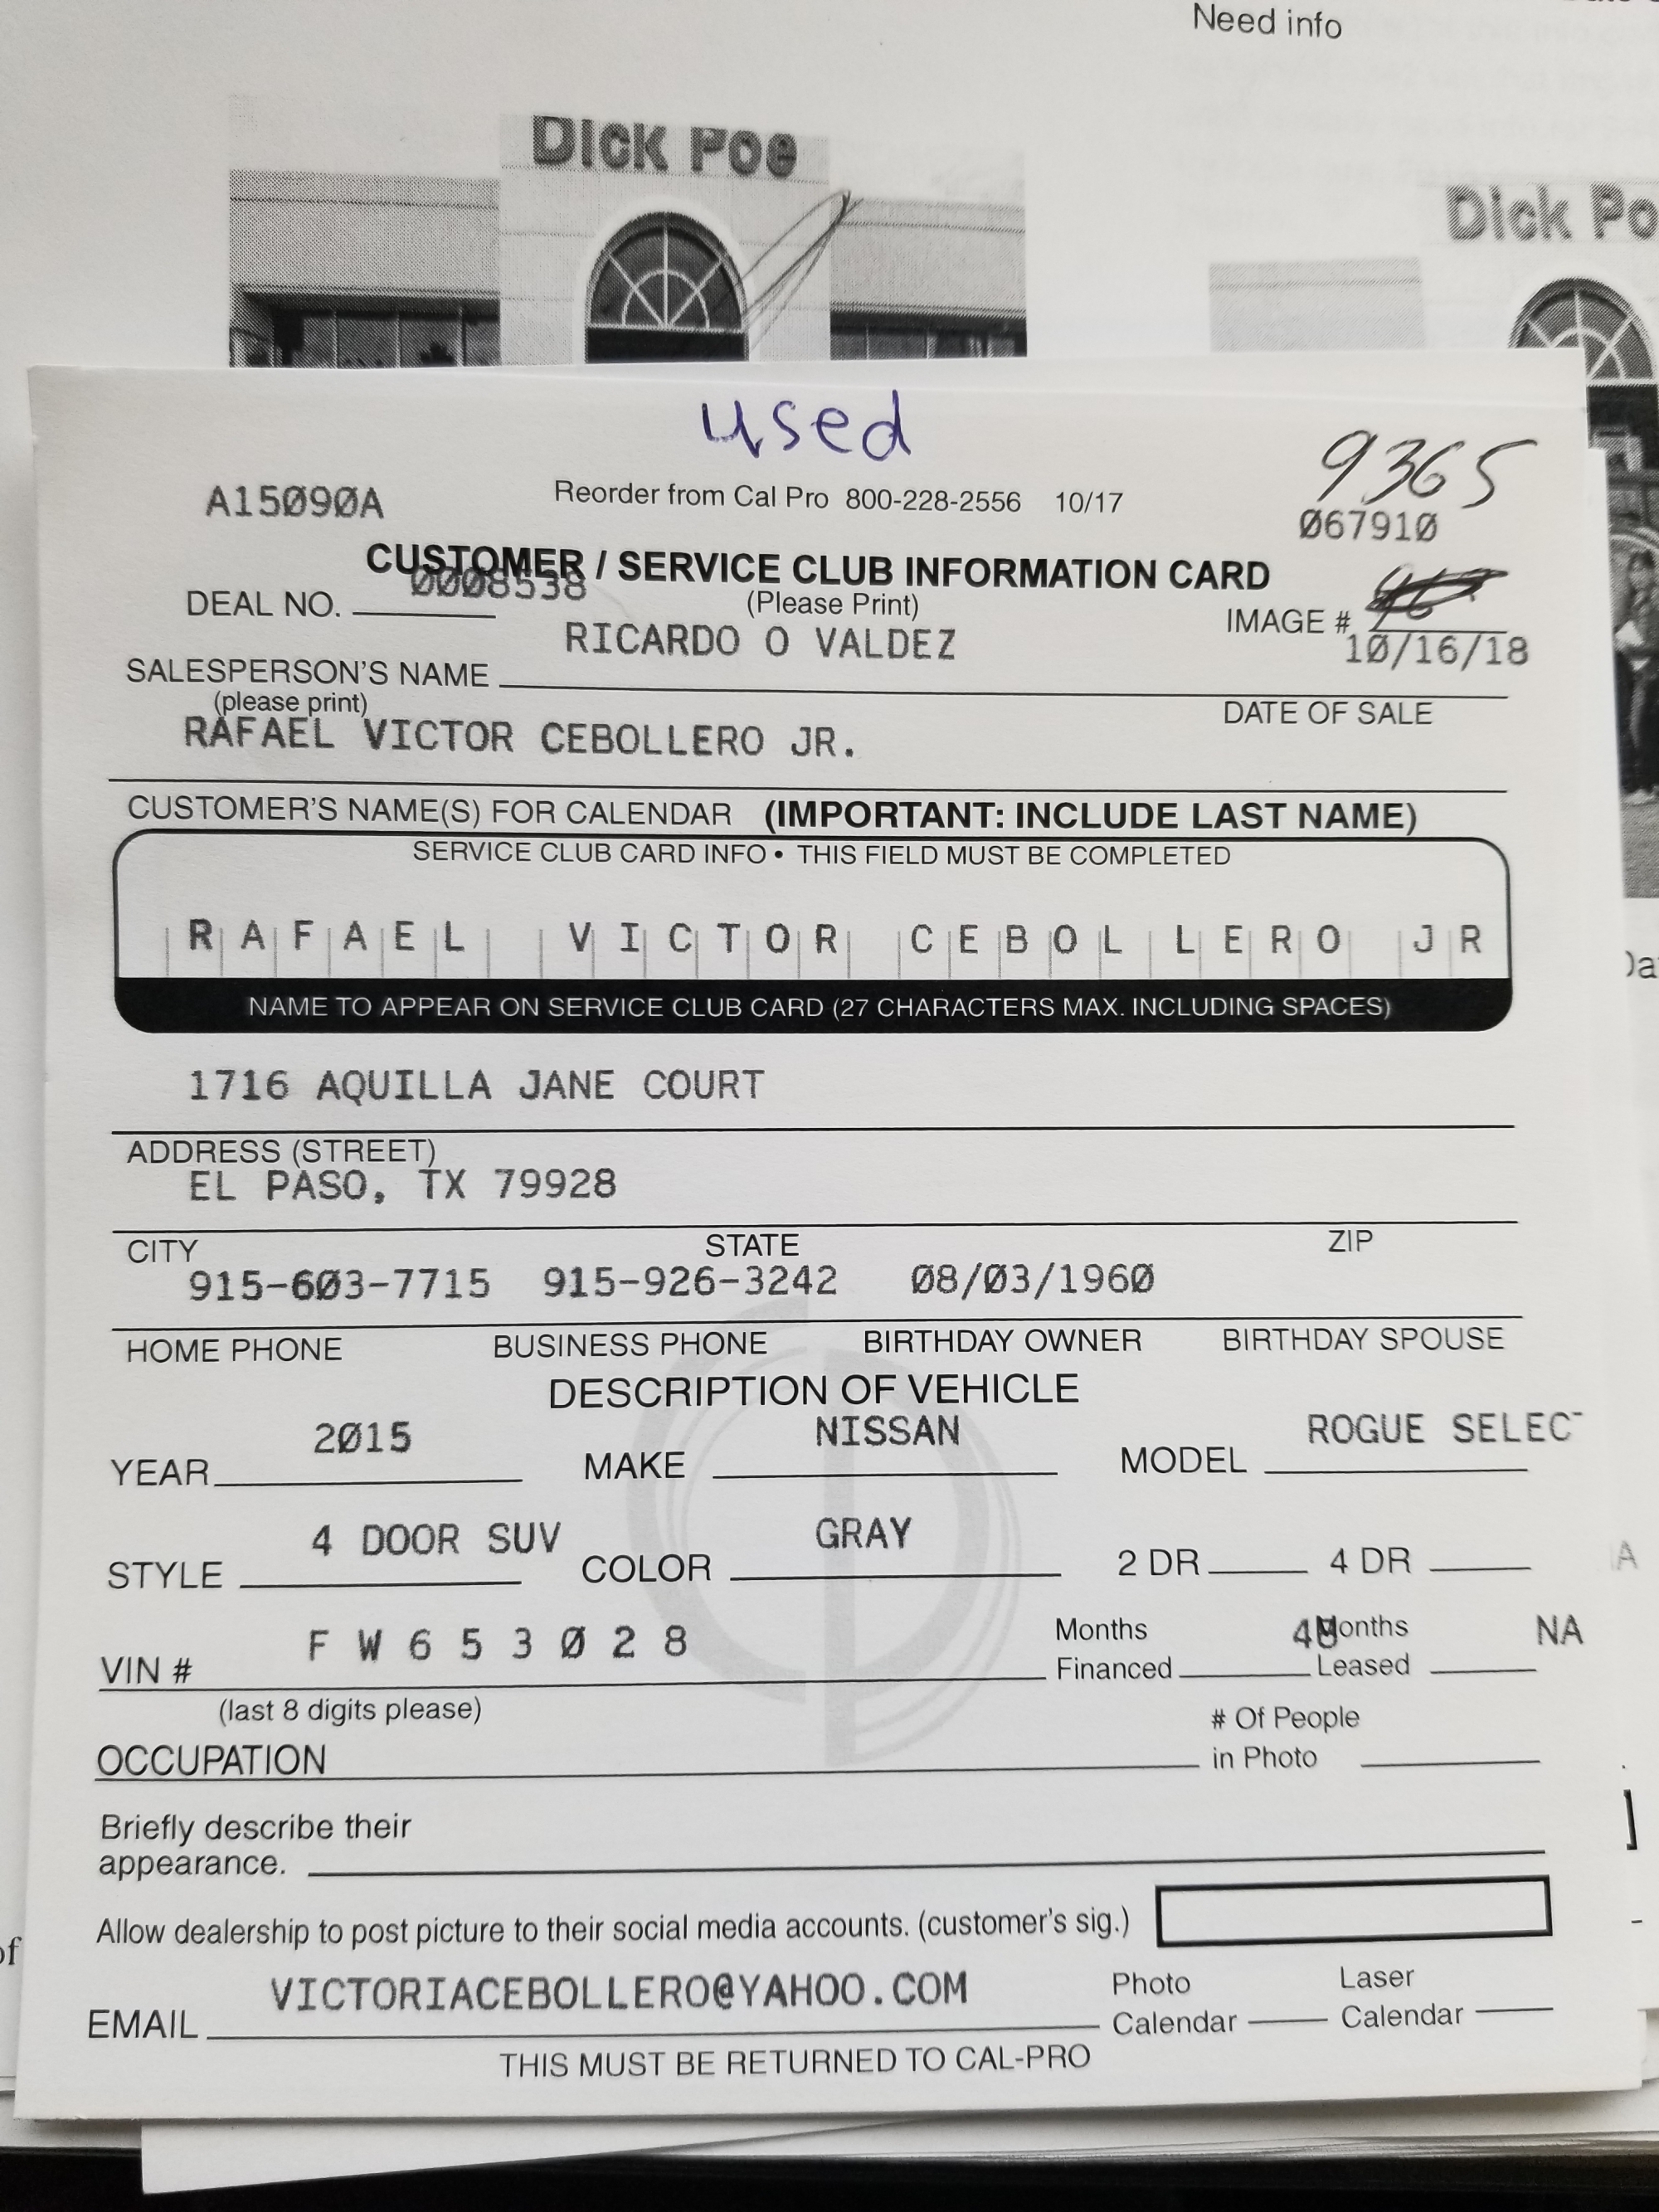 Need info
Dick Poe
Dick Po
used
9365
A15090A
Reorder from Cal Pro 800-228-2556 10/17
067910
CUSTOMER / SERVICE CLUB INFORMATION CARD
0008538
DEAL NO.
(Please Print)
IMAGE #
RICARDO O VALDEZ
10/16/18
SALESPERSON'S NAME
(please print)
DATE OF SALE
RAFAEL VICTOR CEBOLLERO JR.
CUSTOMER'S NAME(S) FOR CALENDAR (IMPORTANT: INCLUDE LAST NAME)
SERVICE CLUB CARD INFO • THIS FIELD MUST BE COMPLETED
RAFAEL VICTOR CEBOLLERO JR
NAME TO APPEAR ON SERVICE CLUB CARD (27 CHARACTERS MAX. INCLUDING SPACES)
1716 AQUILLA JANE COURT
ADDRESS (STREET)
EL PASO, TX 79928
CITY STATE ZIP
915-603-7715 915-926-3242 08/03/1960
HOME PHONE BUSINESS PHONE BIRTHDAY OWNER BIRTHDAY SPOUSE
DESCRIPTION OF VEHICLE
2015 NISSAN ROGUE SELEC
YEAR MAKE MODEL
4 DOOR SUV GRAY
STYLE COLOR 2 DR 4 DR
F W 6 5 3 0 2 8
Months Financed 48 Months Leased NA
VIN #
(last 8 digits please)
# Of People
OCCUPATION in Photo
Briefly describe their
appearance.
Allow dealership to post picture to their social media accounts. (customer's sig.)
VICTORIACEBOLLERO@YAHOO.COM
EMAIL Photo Calendar Laser Calendar
THIS MUST BE RETURNED TO CAL-PRO